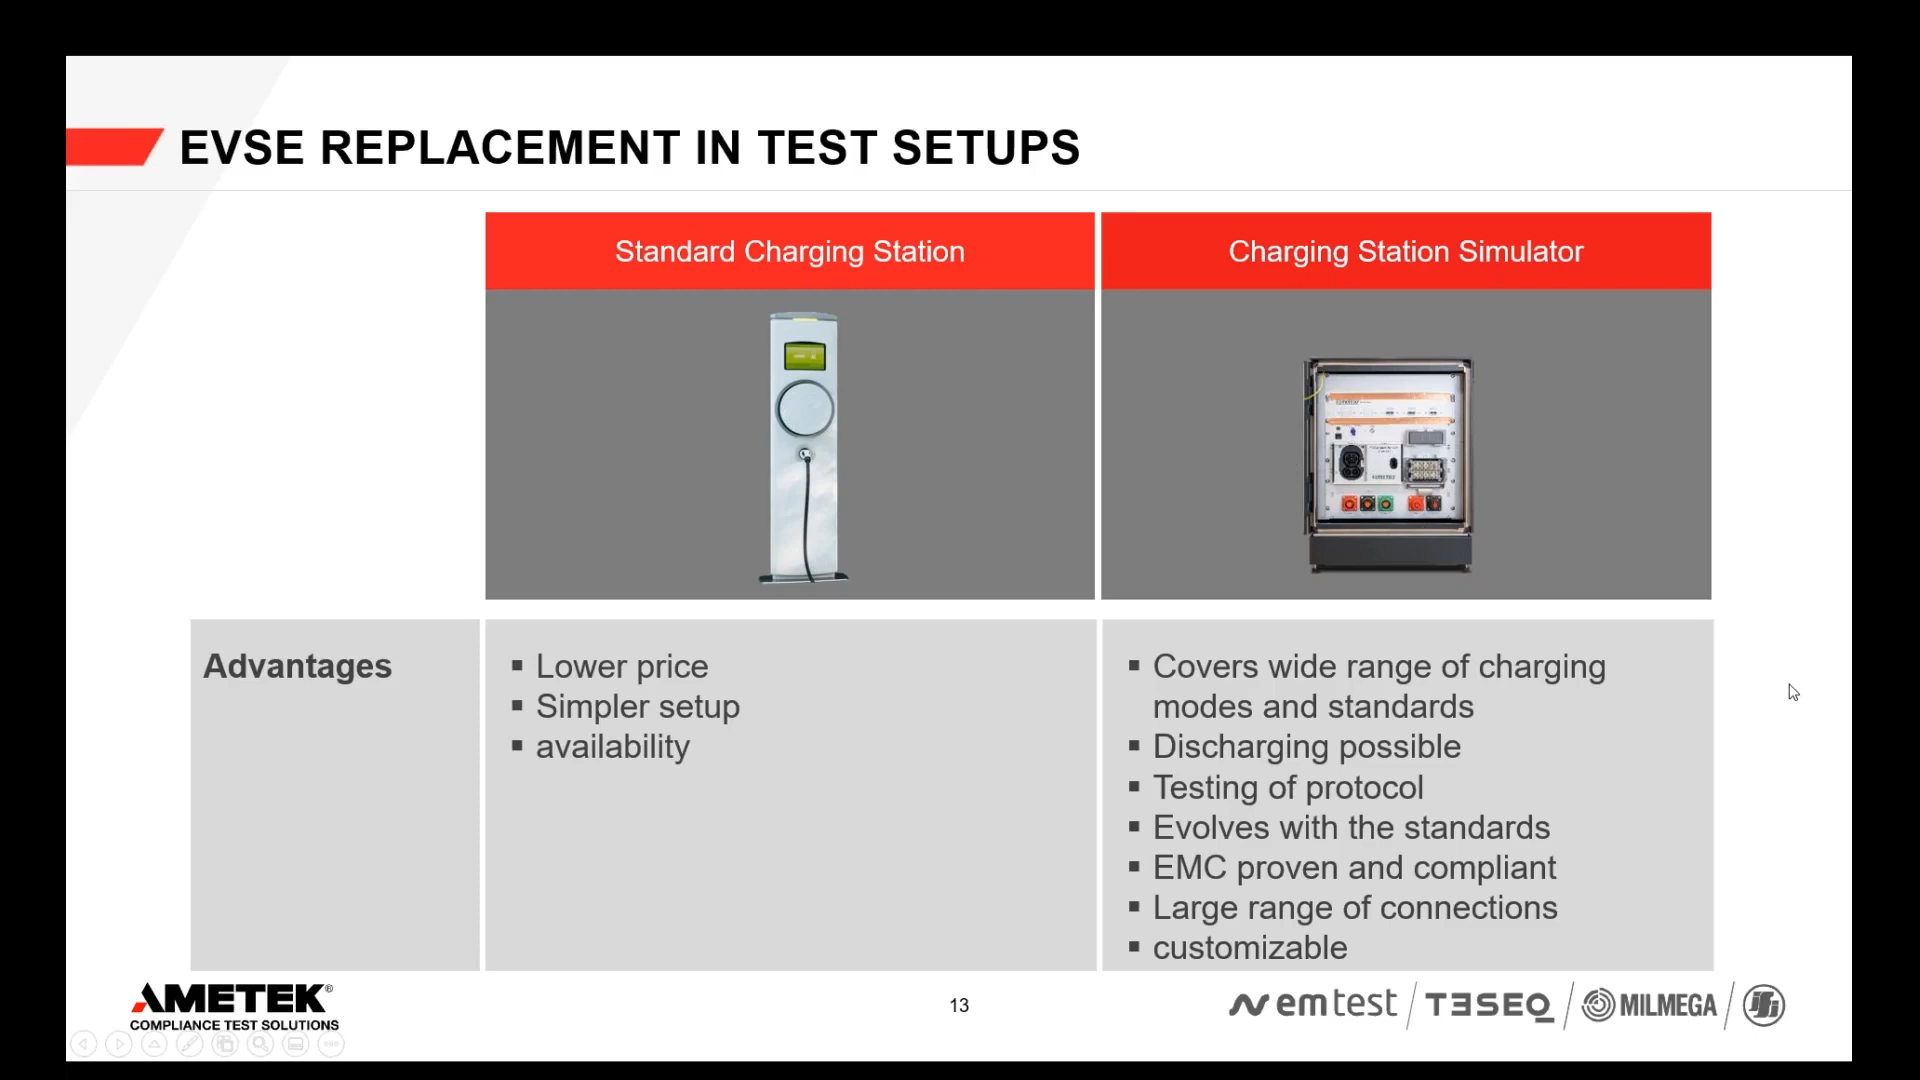 EVSE REPLACEMENT IN TEST SETUPS
Standard Charging Station
Charging Station Simulator
Advantages
▪ Lower price
▪ Simpler setup
▪ availability
▪ Covers wide range of charging
modes and standards
▪ Discharging possible
▪ Testing of protocol
▪ Evolves with the standards
▪ EMC proven and compliant
▪ Large range of connections
▪ customizable
AMETEK®
COMPLIANCE TEST SOLUTIONS
13
emtest
TESEQ
MILMEGA